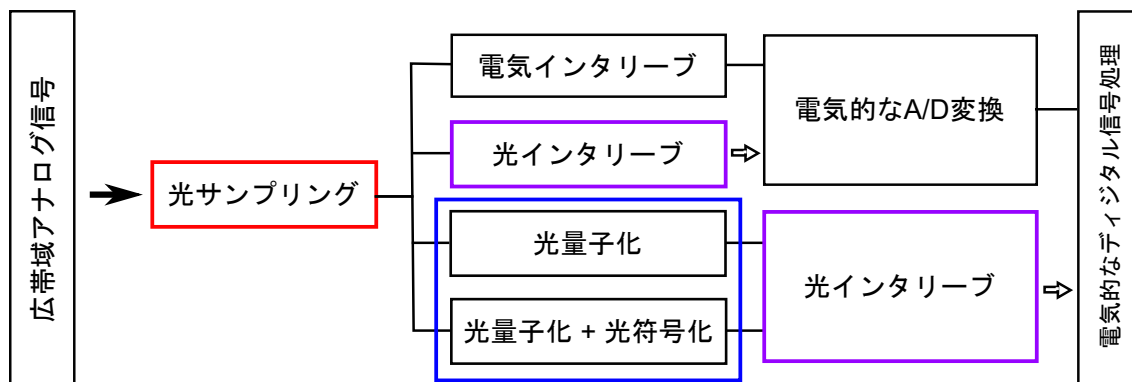 広帯域アナログ信号
光サンプリング
電気インタリーブ
光インタリーブ
光量子化
光量子化 + 光符号化
電気的なA/D変換
光インタリーブ
電気的なディジタル信号処理